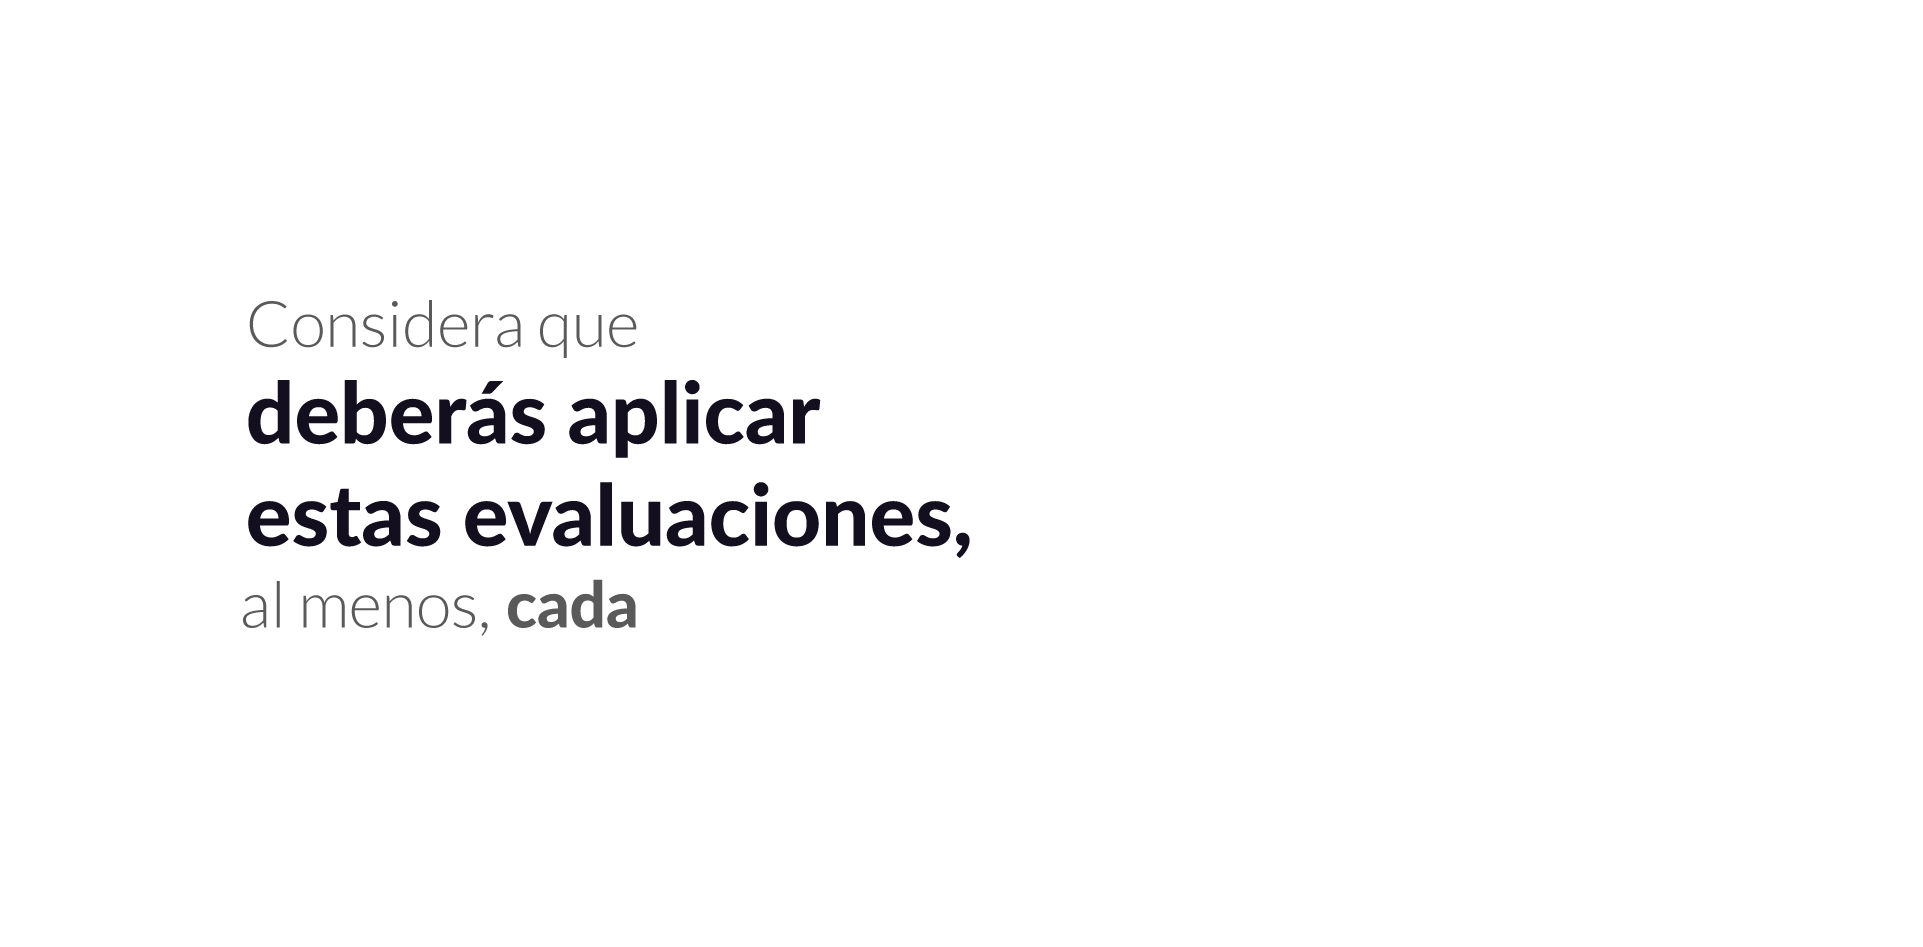 Considera que
deberás aplicar
estas evaluaciones,
al menos, cada